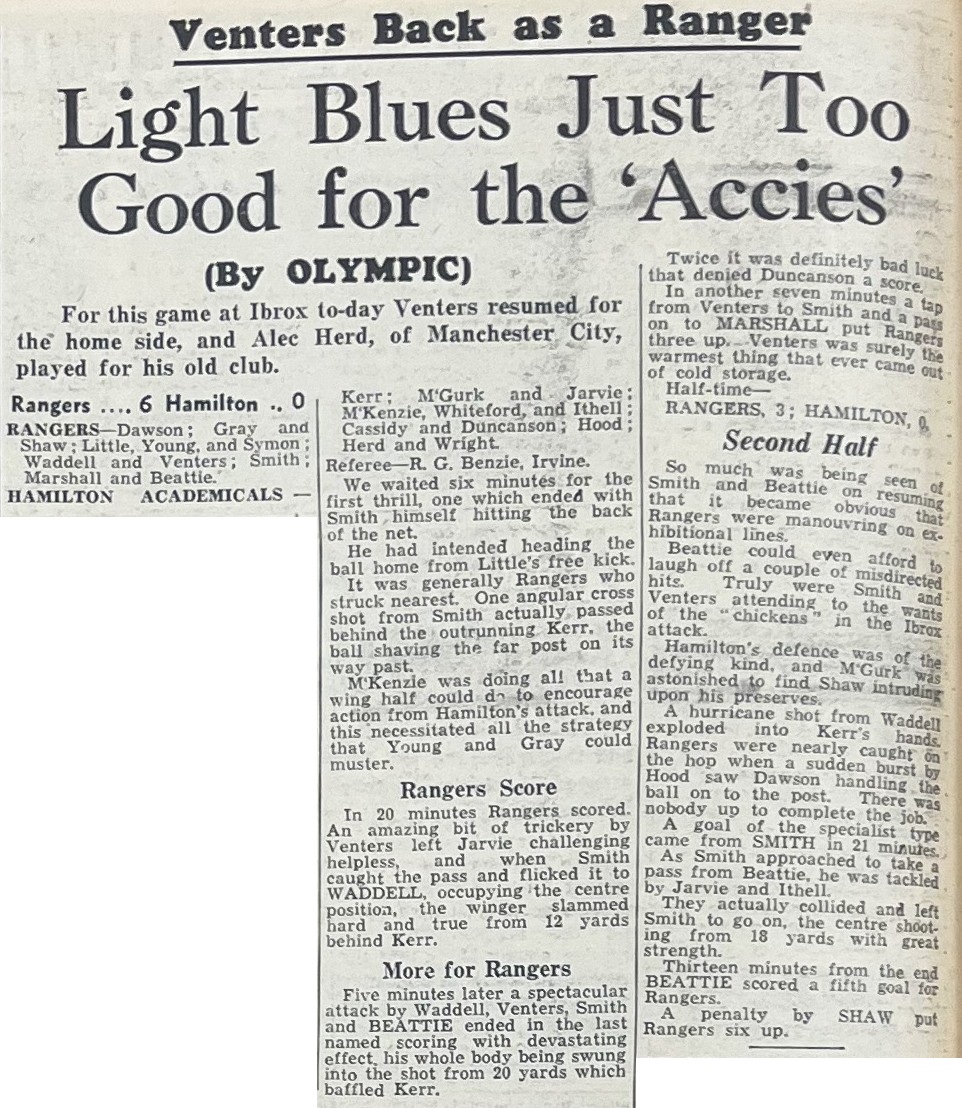 Venters Back as a Ranger
Light Blues Just Too
Good for the 'Accies'
(By OLYMPIC)
For this game at Ibrox to-day Venters resumed for
the home side, and Alec Herd, of Manchester City,
played for his old club.
Rangers .... 6 Hamilton .. 0
RANGERS—Dawson; Gray and
Shaw; Little, Young, and Symon;
Waddell and Venters; Smith;
Marshall and Beattie.
HAMILTON ACADEMICALS —
Kerr; M'Gurk and Jarvie;
M'Kenzie, Whiteford, and Ithell;
Cassidy and Duncanson; Hood;
Herd and Wright.
Referee—R. G. Benzie, Irvine.
We waited six minutes for the
first thrill, one which ended with
Smith himself hitting the back
of the net.
He had intended heading the
ball home from Little's free kick.
It was generally Rangers who
struck nearest. One angular cross
shot from Smith actually passed
behind the outrunning Kerr, the
ball shaving the far post on its
way past.
M'Kenzie was doing all that a
wing half could do to encourage
action from Hamilton's attack, and
this necessitated all the strategy
that Young and Gray could
muster.
Rangers Score
In 20 minutes Rangers scored.
An amazing bit of trickery by
Venters left Jarvie challenging
helpless, and when Smith
caught the pass and flicked it to
WADDELL, occupying the centre
position, the winger slammed
hard and true from 12 yards
behind Kerr.
More for Rangers
Five minutes later a spectacular
attack by Waddell, Venters, Smith
and BEATTIE ended in the last
named scoring with devastating
effect, his whole body being swung
into the shot from 20 yards which
baffled Kerr.
Twice it was definitely bad luck
that denied Duncanson a score.
In another seven minutes a tap
from Venters to Smith and a pass
on to MARSHALL put Rangers
three up. Venters was surely the
warmest thing that ever came out
of cold storage.
Half-time—
RANGERS, 3; HAMILTON, 0.
Second Half
So much was being seen of
Smith and Beattie on resuming
that it became obvious that
Rangers were manouvring on ex-
hibitional lines.
Beattie could even afford to
laugh off a couple of misdirected
hits. Truly were Smith and
Venters attending to the wants
of the "chickens" in the Ibrox
attack.
Hamilton's defence was of the
defying kind, and M'Gurk was
astonished to find Shaw intruding
upon his preserves.
A hurricane shot from Waddell
exploded into Kerr's hands.
Rangers were nearly caught on
the hop when a sudden burst by
Hood saw Dawson handling the
ball on to the post. There was
nobody up to complete the job.
A goal of the specialist type
came from SMITH in 21 minutes.
As Smith approached to take a
pass from Beattie, he was tackled
by Jarvie and Ithell.
They actually collided and left
Smith to go on, the centre shoot-
ing from 18 yards with great
strength.
Thirteen minutes from the end
BEATTIE scored a fifth goal for
Rangers.
A penalty by SHAW put
Rangers six up.